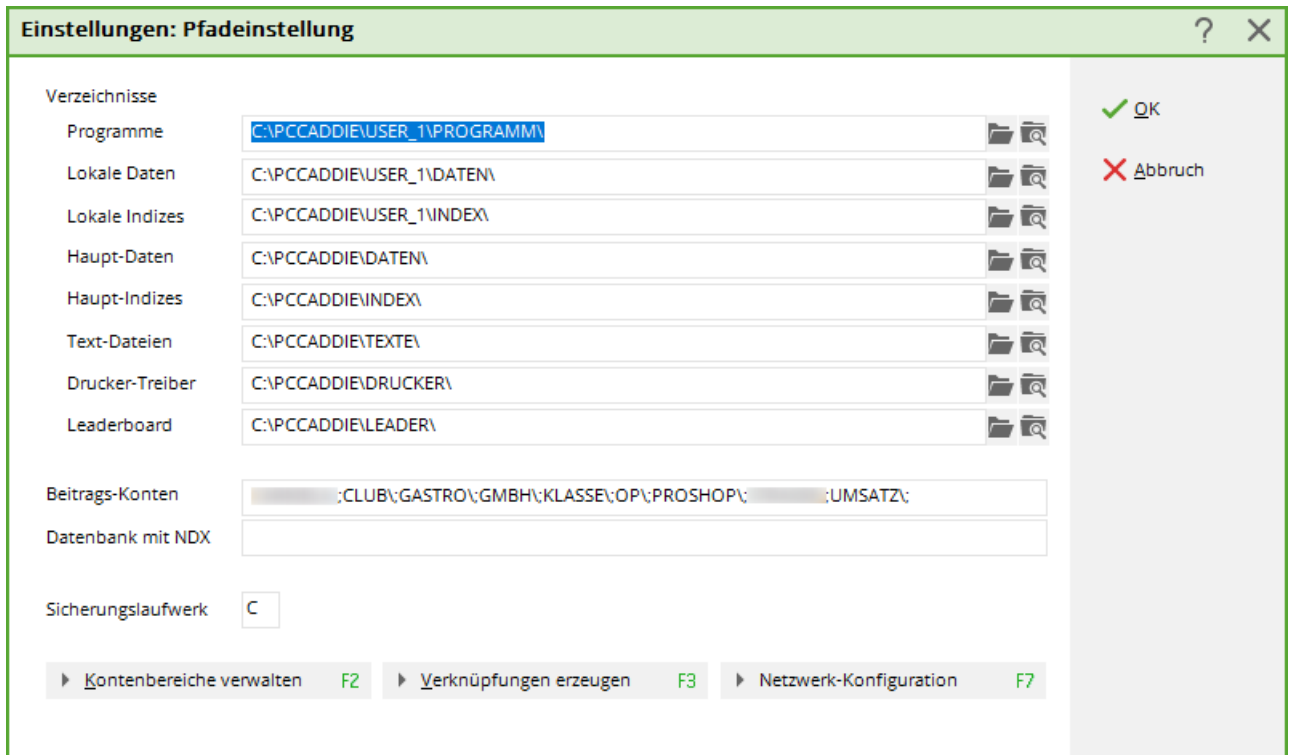 Einstellungen: Pfadeinstellung
?
Verzeichnisse
Programme C:\PCCADDIE\USER_1\PROGRAMM\
OK
Lokale Daten C:\PCCADDIE\USER_1\DATEN\
Abbruch
Lokale Indizes C:\PCCADDIE\USER_1\INDEX\
Haupt-Daten C:\PCCADDIE\DATEN\
Haupt-Indizes C:\PCCADDIE\INDEX\
Text-Dateien C:\PCCADDIE\TEXTE\
Drucker-Treiber C:\PCCADDIE\DRUCKER\
Leaderboard C:\PCCADDIE\LEADER\
Beitrags-Konten ;CLUB\;GASTRO\;GMBH\;KLASSE\;OP\;PROSHOP\; ;UMSATZ\;
Datenbank mit NDX
Sicherungslaufwerk C
Kontenbereiche verwalten F2 Verknüpfungen erzeugen F3 Netzwerk-Konfiguration F7